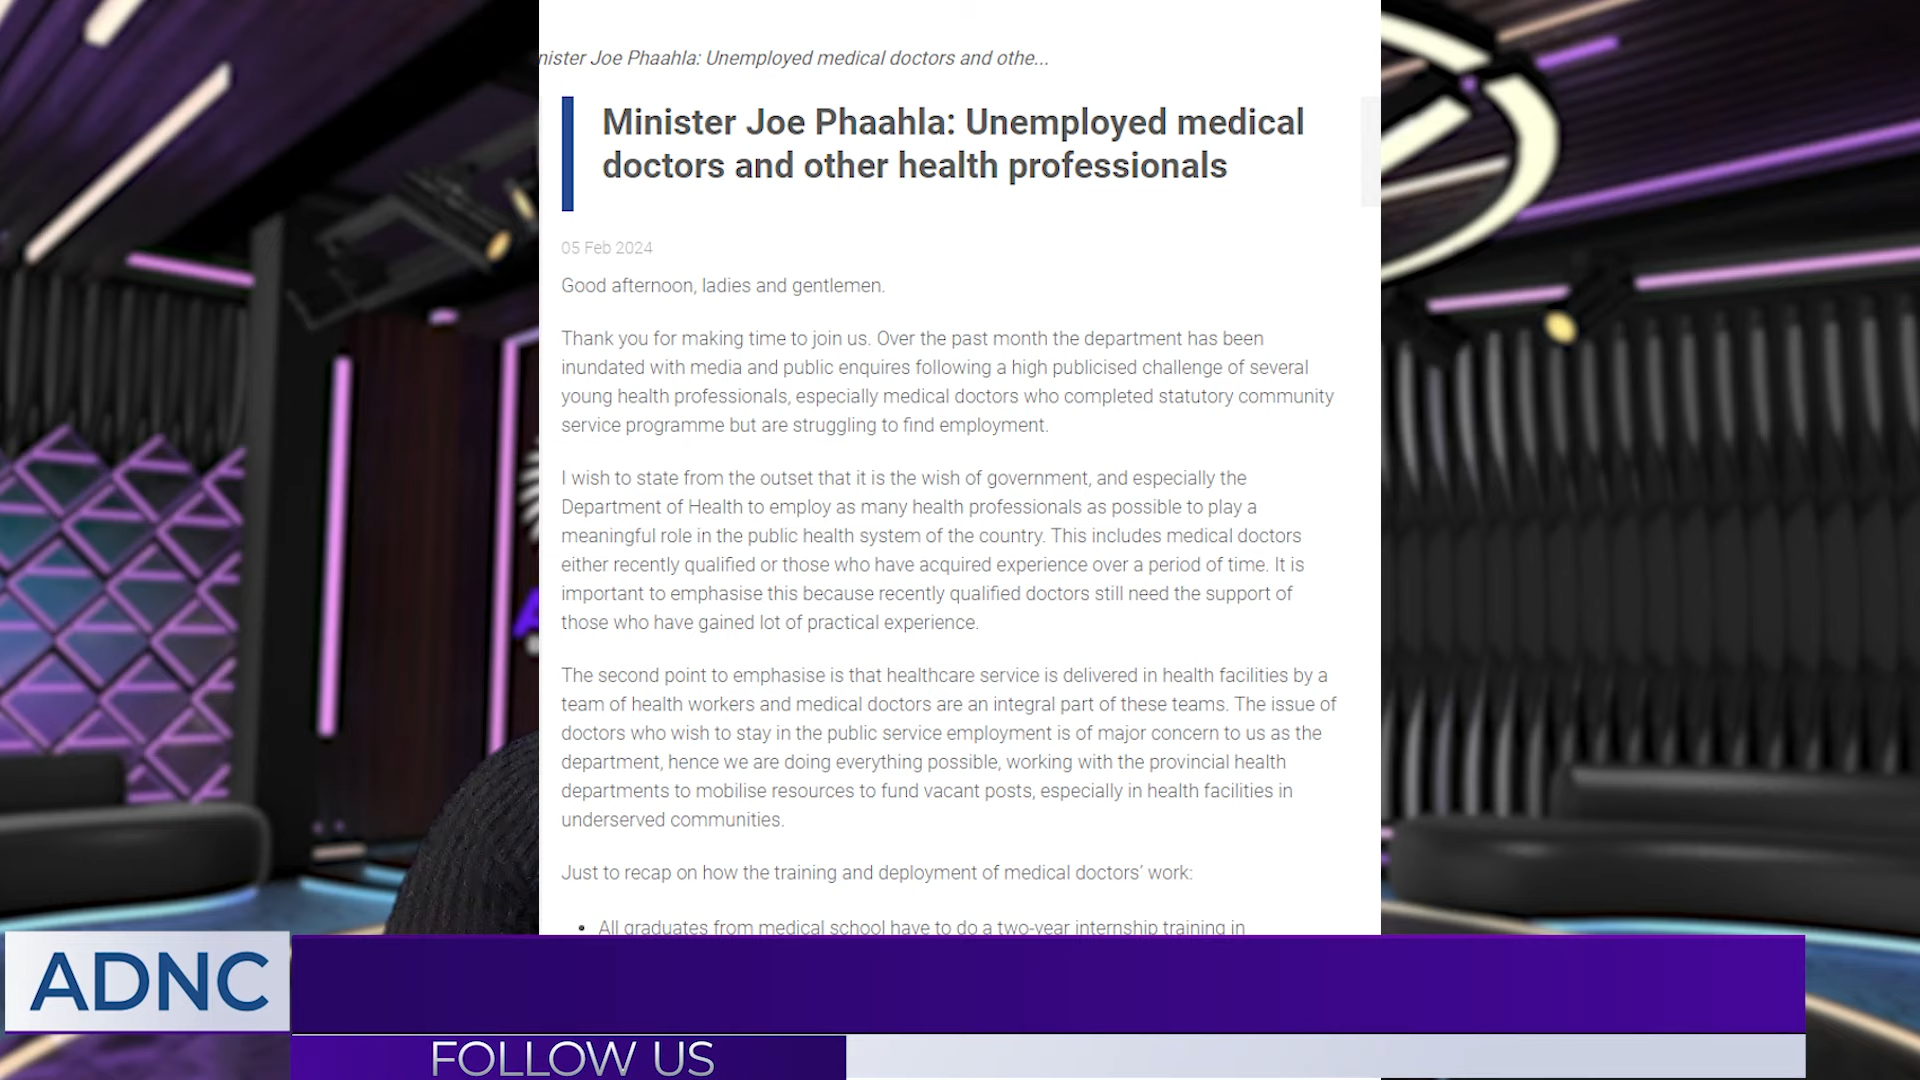 nister Joe Phaahla: Unemployed medical doctors and othe...
Minister Joe Phaahla: Unemployed medical
doctors and other health professionals
05 Feb 2024
Good afternoon, ladies and gentlemen.
Thank you for making time to join us. Over the past month the department has been
inundated with media and public enquires following a high publicised challenge of several
young health professionals, especially medical doctors who completed statutory community
service programme but are struggling to find employment.
I wish to state from the outset that it is the wish of government, and especially the
Department of Health to employ as many health professionals as possible to play a
meaningful role in the public health system of the country. This includes medical doctors
either recently qualified or those who have acquired experience over a period of time. It is
important to emphasise this because recently qualified doctors still need the support of
those who have gained lot of practical experience.
The second point to emphasise is that healthcare service is delivered in health facilities by a
team of health workers and medical doctors are an integral part of these teams. The issue of
doctors who wish to stay in the public service employment is of major concern to us as the
department, hence we are doing everything possible, working with the provincial health
departments to mobilise resources to fund vacant posts, especially in health facilities in
underserved communities.
Just to recap on how the training and deployment of medical doctors’ work:
• All graduates from medical school have to do a two-year internship training in
ADNC
FOLLOW US